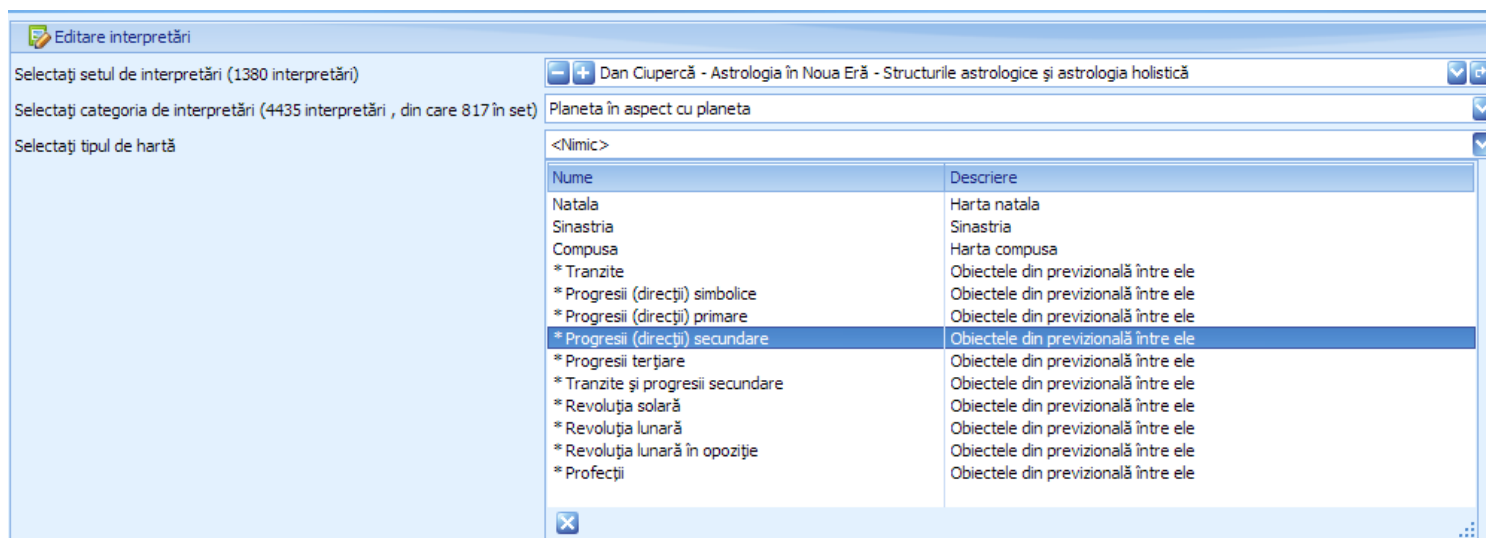 Editare interpretări
Selectaţi setul de interpretări (1380 interpretări) Dan Ciupercă - Astrologia în Noua Eră - Structurile astrologice şi astrologia holistică
Selectaţi categoria de interpretări (4435 interpretări , din care 817 în set) Planeta în aspect cu planeta
Selectaţi tipul de hartă <Nimic>
Nume Descriere
Natala Harta natala
Sinastria Sinastria
Compusa Harta compusa
* Tranzite Obiectele din previzională între ele
* Progresii (direcţii) simbolice Obiectele din previzională între ele
* Progresii (direcţii) primare Obiectele din previzională între ele
* Progresii (direcţii) secundare Obiectele din previzională între ele
* Progresii terţiare Obiectele din previzională între ele
* Tranzite şi progresii secundare Obiectele din previzională între ele
* Revoluţia solară Obiectele din previzională între ele
* Revoluţia lunară Obiectele din previzională între ele
* Revoluţia lunară în opoziţie Obiectele din previzională între ele
* Profecţii Obiectele din previzională între ele